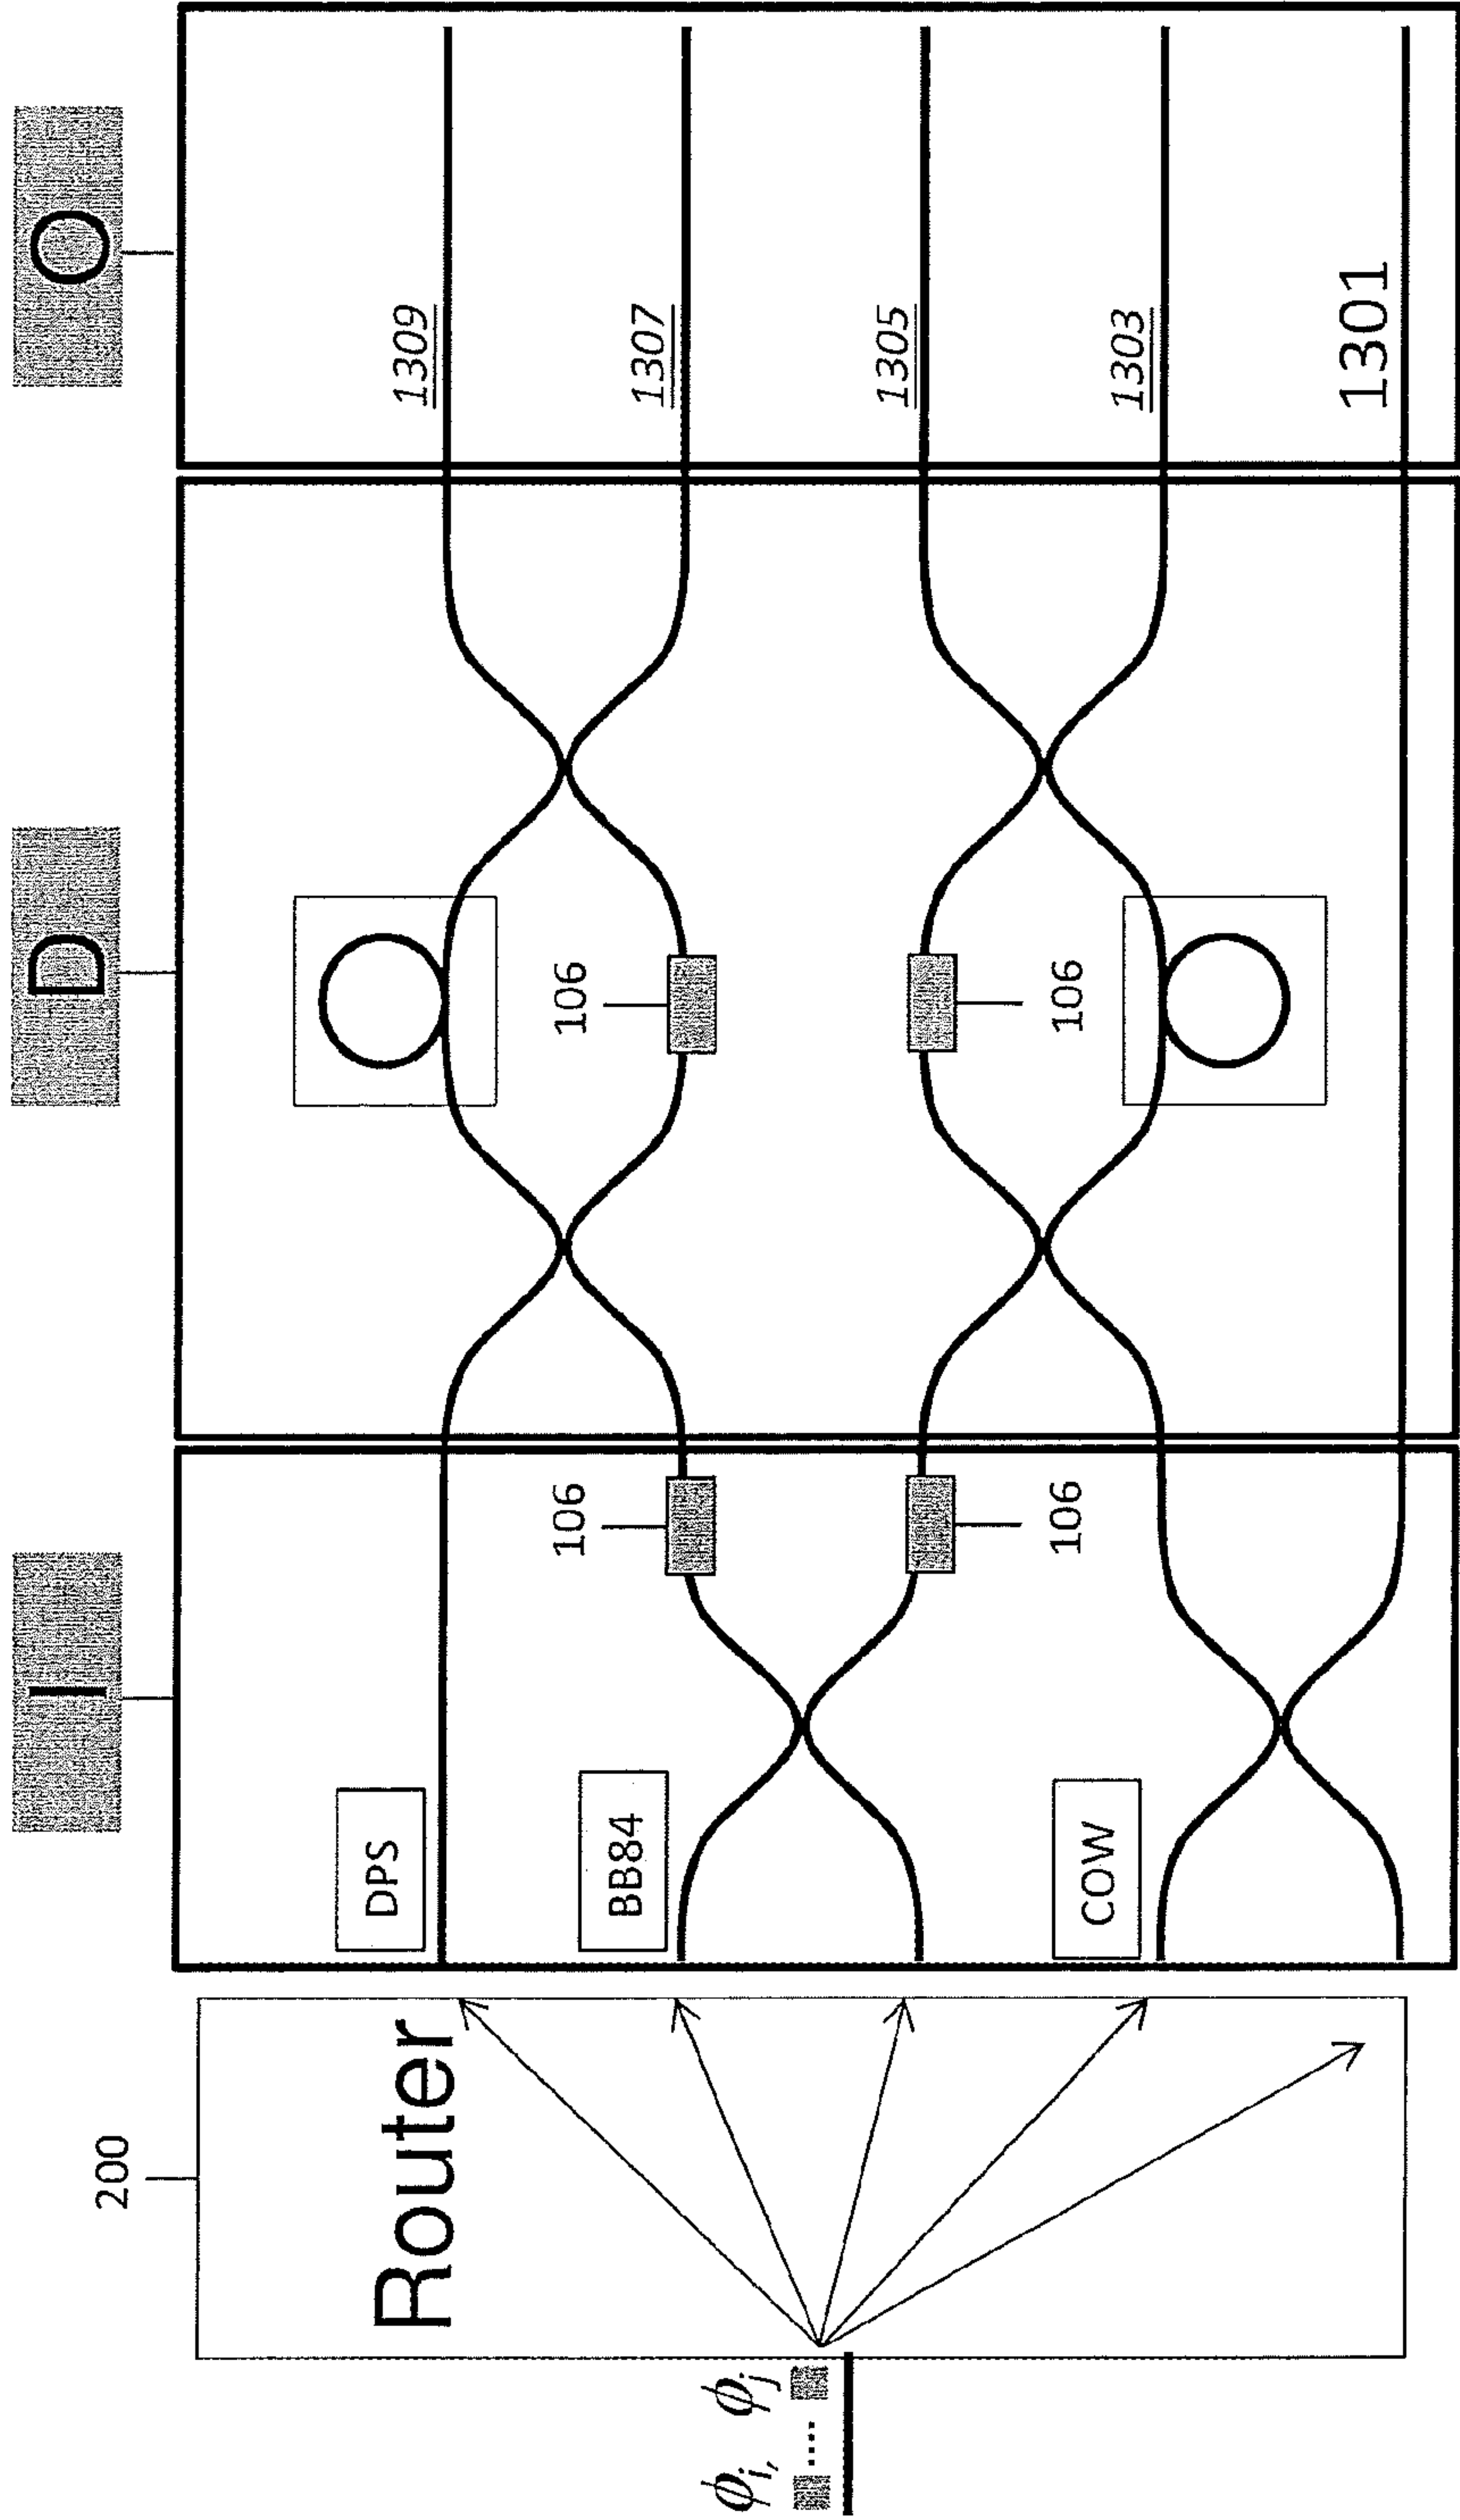 I
D
O
200
Router
ϕi, ϕj
....
DPS
BB84
COW
106
106
106
106
1309
1307
1305
1303
1301